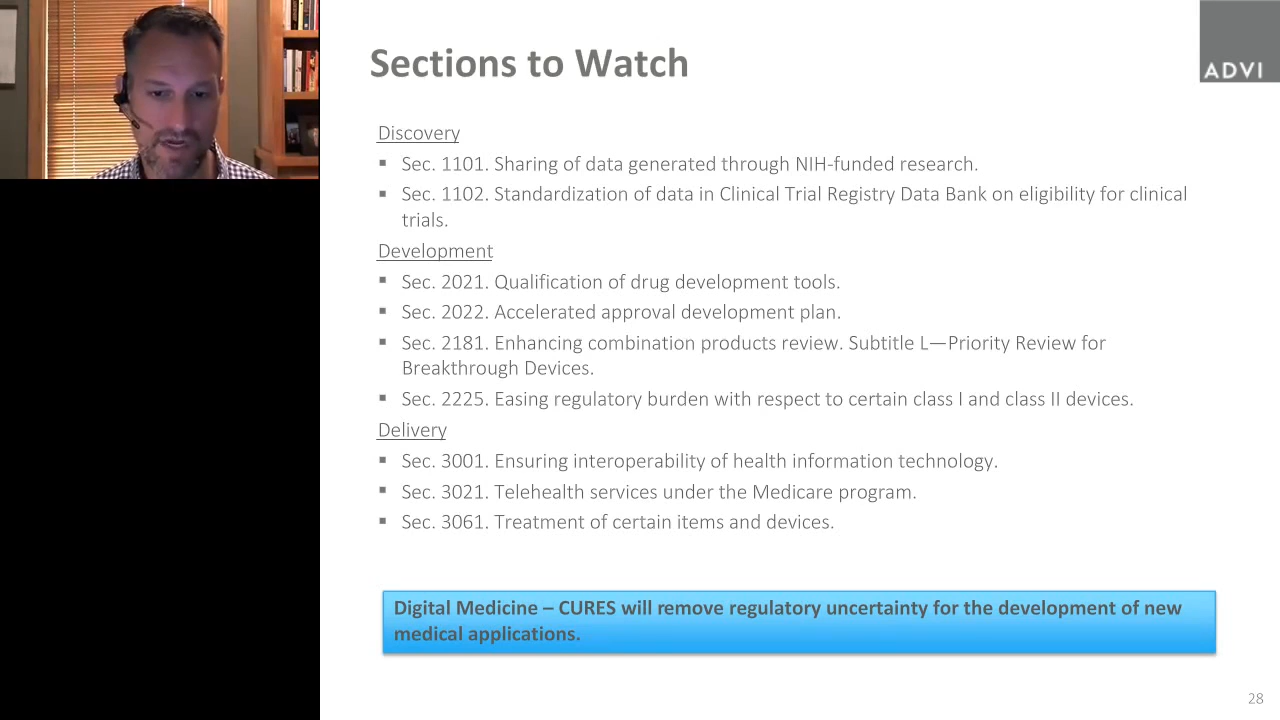 Sections to Watch
ADVI
Discovery
▪ Sec. 1101. Sharing of data generated through NIH-funded research.
▪ Sec. 1102. Standardization of data in Clinical Trial Registry Data Bank on eligibility for clinical
trials.
Development
▪ Sec. 2021. Qualification of drug development tools.
▪ Sec. 2022. Accelerated approval development plan.
▪ Sec. 2181. Enhancing combination products review. Subtitle L—Priority Review for
Breakthrough Devices.
▪ Sec. 2225. Easing regulatory burden with respect to certain class I and class II devices.
Delivery
▪ Sec. 3001. Ensuring interoperability of health information technology.
▪ Sec. 3021. Telehealth services under the Medicare program.
▪ Sec. 3061. Treatment of certain items and devices.
Digital Medicine – CURES will remove regulatory uncertainty for the development of new
medical applications.
28